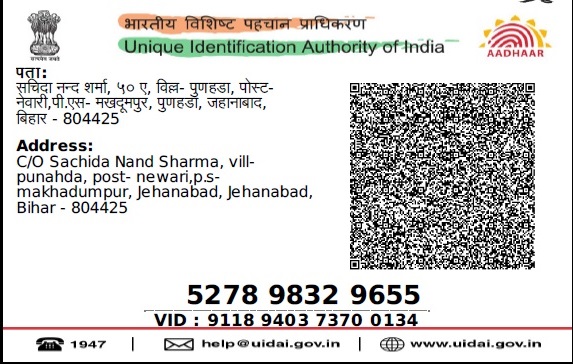 भारतीय विशिष्ट पहचान प्राधिकरण
Unique Identification Authority of India
सत्यमेव जयते
AADHAAR
पता:
सचिदा नन्द शर्मा, ५० ए, विल्ल- पुणहडा, पोस्ट-
नेवारी,पी.एस- मखदूमपुर, पुणहडा, जहानाबाद,
बिहार - 804425
Address:
C/O Sachida Nand Sharma, vill-
punahda, post- newari,p.s-
makhadumpur, Jehanabad, Jehanabad,
Bihar - 804425
5278 9832 9655
VID : 9118 9403 7370 0134
1947 | help@uidai.gov.in | www.uidai.gov.in